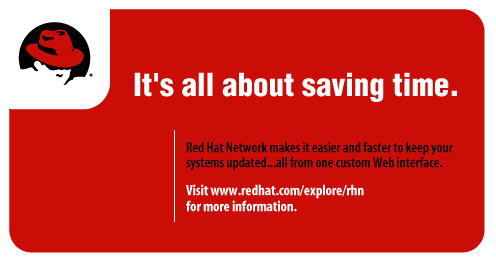 It's all about saving time.
Red Hat Network makes it easier and faster to keep your
systems updated...all from one custom Web interface.
Visit www.redhat.com/explore/rhn
for more information.